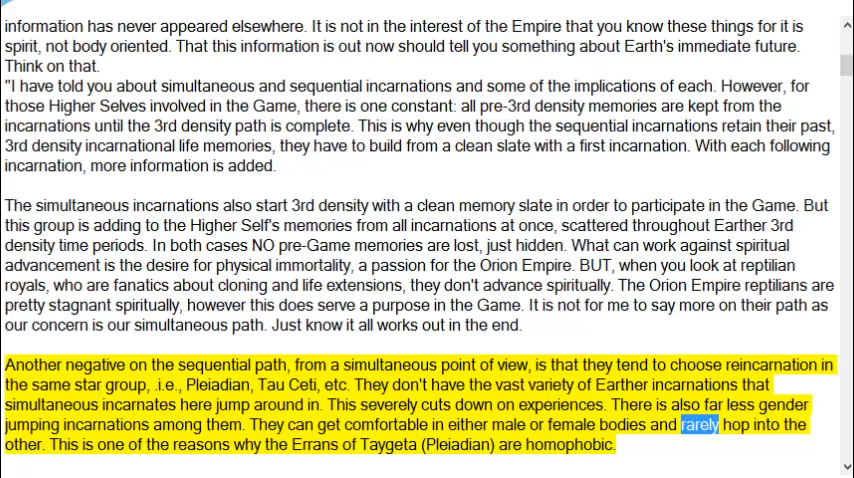 information has never appeared elsewhere. It is not in the interest of the Empire that you know these things for it is
spirit, not body oriented. That this information is out now should tell you something about Earth's immediate future.
Think on that.
"I have told you about simultaneous and sequential incarnations and some of the implications of each. However, for
those Higher Selves involved in the Game, there is one constant: all pre-3rd density memories are kept from the
incarnations until the 3rd density path is complete. This is why even though the sequential incarnations retain their past,
3rd density incarnational life memories, they have to build from a clean slate with a first incarnation. With each following
incarnation, more information is added.
The simultaneous incarnations also start 3rd density with a clean memory slate in order to participate in the Game. But
this group is adding to the Higher Self's memories from all incarnations at once, scattered throughout Earther 3rd
density time periods. In both cases NO pre-Game memories are lost, just hidden. What can work against spiritual
advancement is the desire for physical immortality, a passion for the Orion Empire. BUT, when you look at reptilian
royals, who are fanatics about cloning and life extensions, they don't advance spiritually. The Orion Empire reptilians are
pretty stagnant spiritually, however this does serve a purpose in the Game. It is not for me to say more on their path as
our concern is our simultaneous path. Just know it all works out in the end.
Another negative on the sequential path, from a simultaneous point of view, is that they tend to choose reincarnation in
the same star group, .i.e., Pleiadian, Tau Ceti, etc. They don't have the vast variety of Earther incarnations that
simultaneous incarnates here jump around in. This severely cuts down on experiences. There is also far less gender
jumping incarnations among them. They can get comfortable in either male or female bodies and rarely hop into the
other. This is one of the reasons why the Errans of Taygeta (Pleiadian) are homophobic.